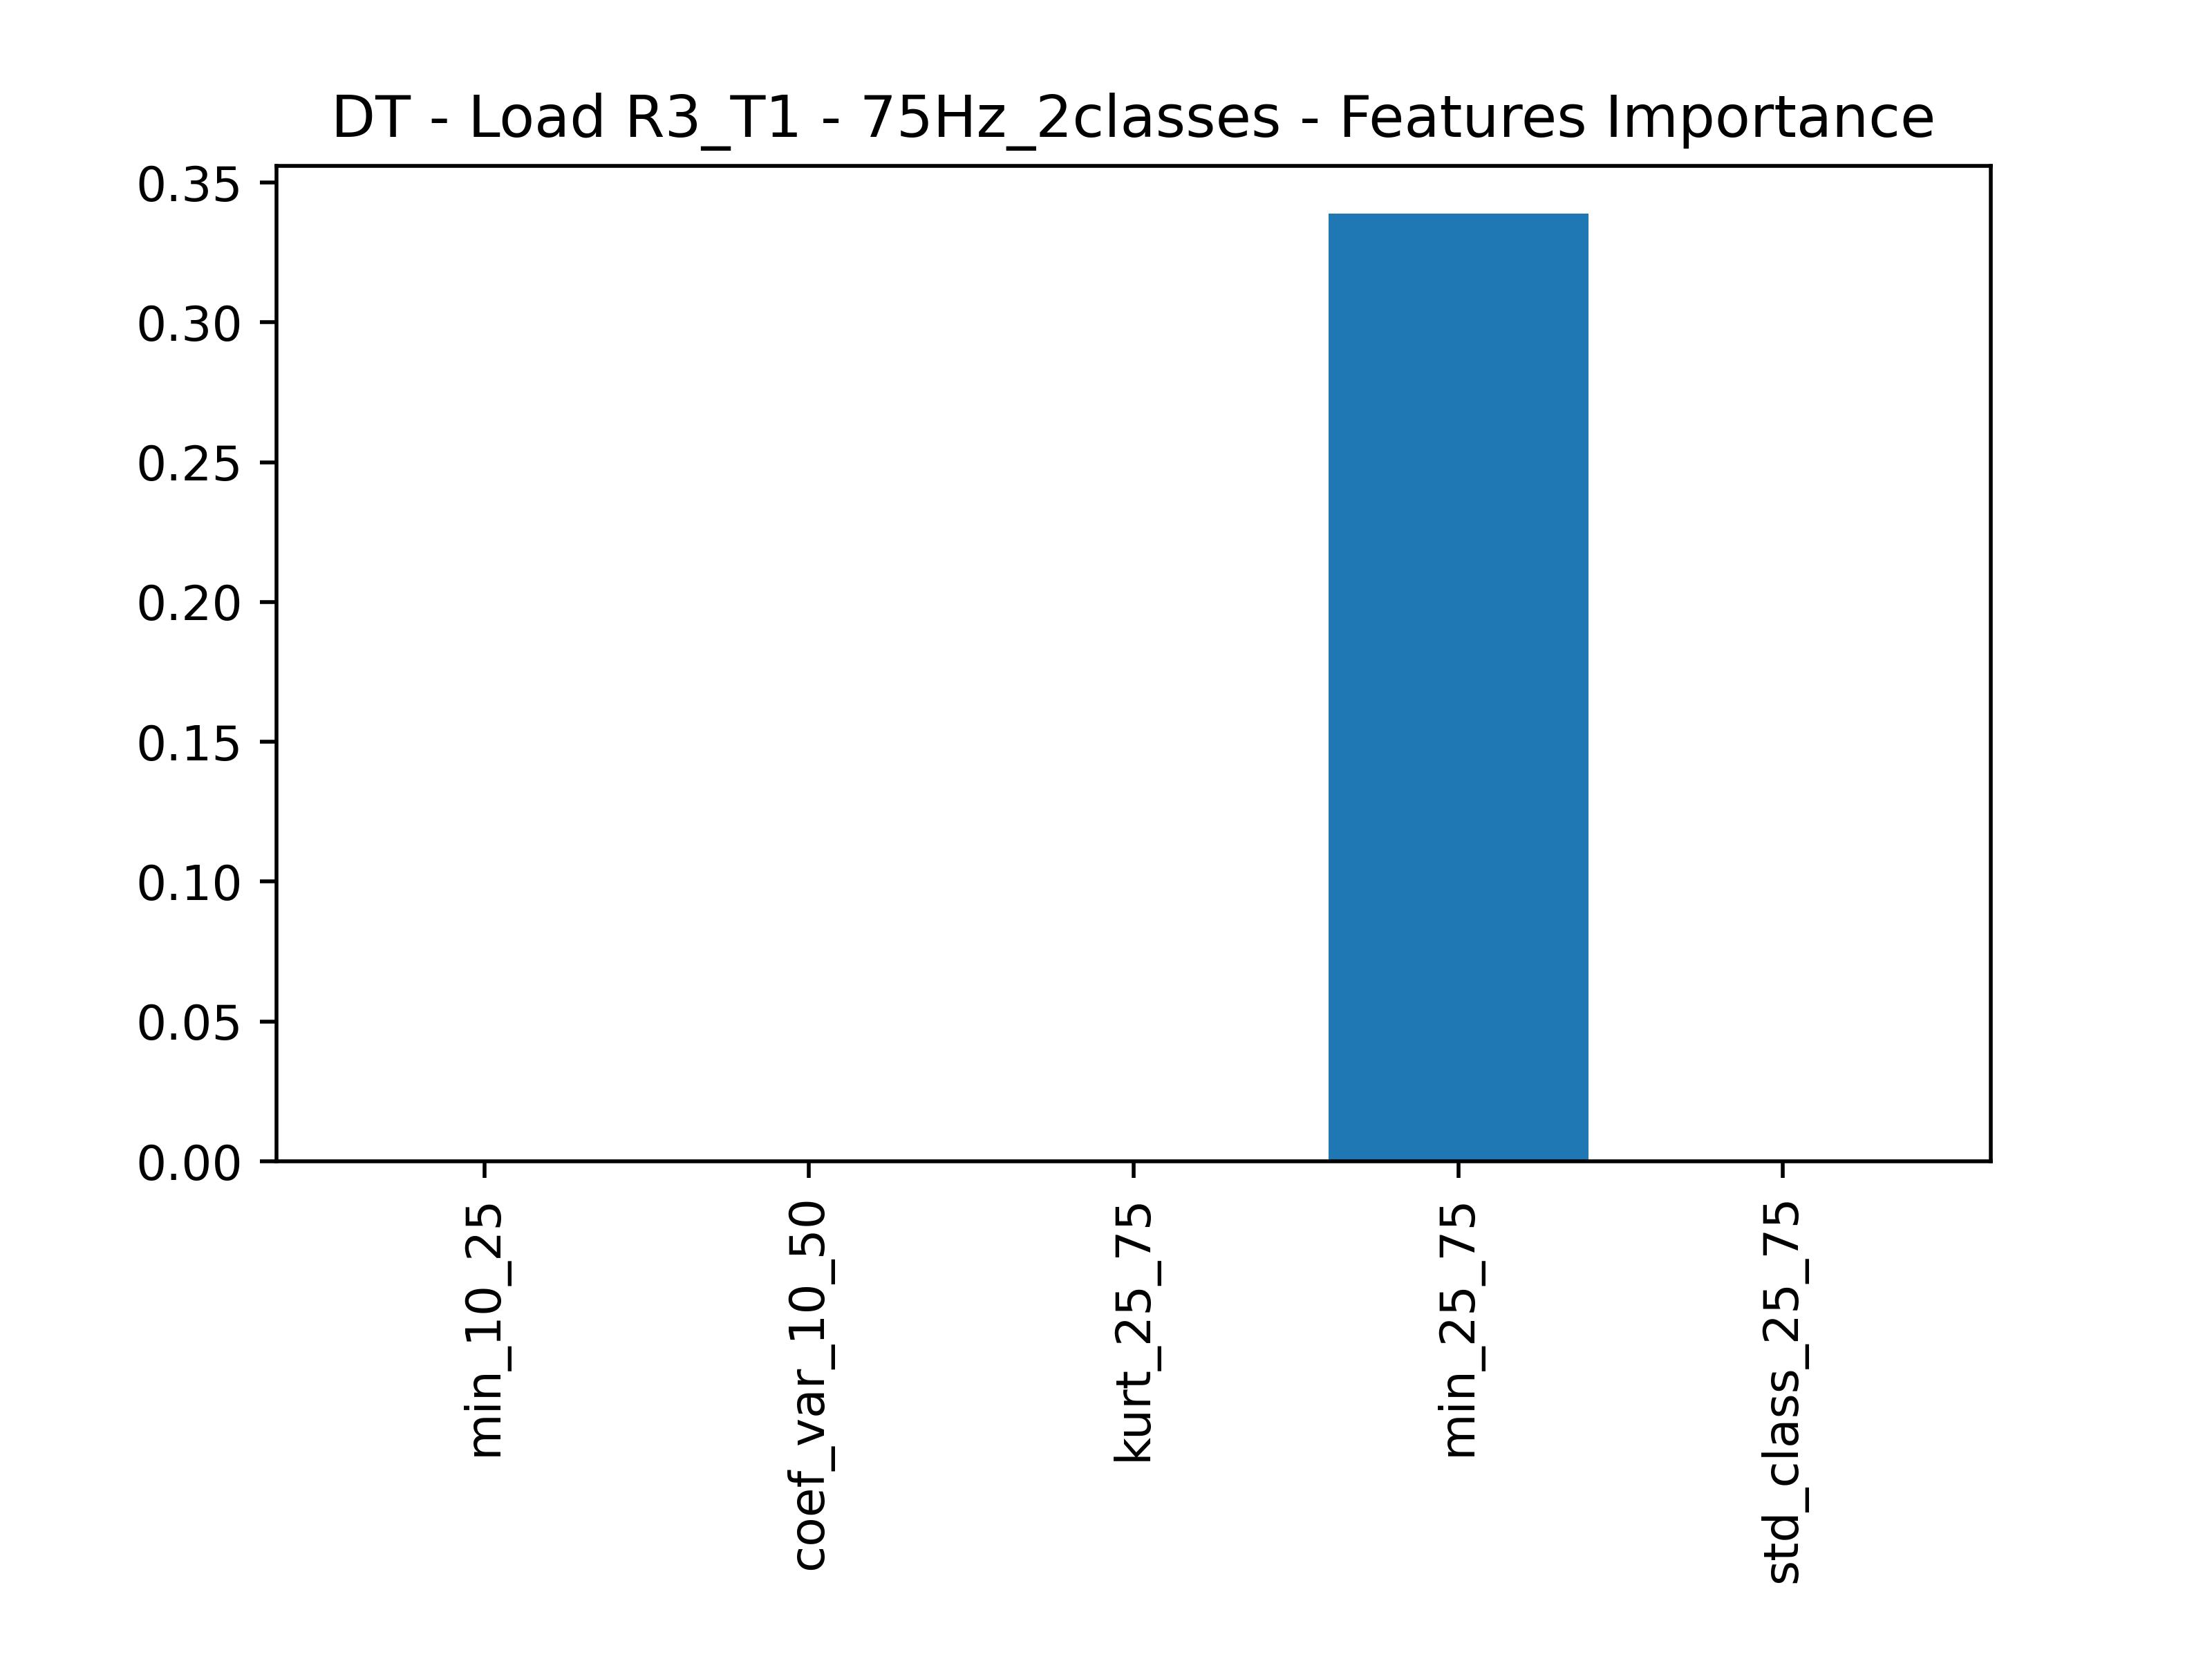 DT - Load R3_T1 - 75Hz_2classes - Features Importance
0.35
0.30
0.25
0.20
0.15
0.10
0.05
0.00
min_10_25
coef_var_10_50
kurt_25_75
min_25_75
std_class_25_75